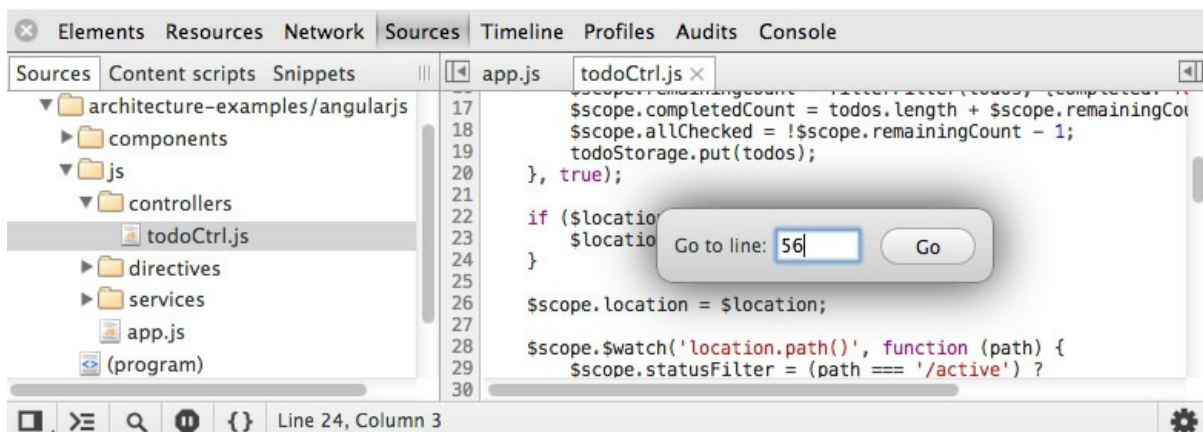 Elements Resources Network Sources Timeline Profiles Audits Console
Sources Content scripts Snippets
app.js todoCtrl.js ×
architecture-examples/angularjs
components
js
controllers
todoCtrl.js
directives
services
app.js
(program)
17 $scope.completedCount = todos.length + $scope.remainingCou
18 $scope.allChecked = !$scope.remainingCount - 1;
19 todoStorage.put(todos);
20 }, true);
21
22 if ($locatio
23 $locatio
24 }
25
26 $scope.location = $location;
27
28 $scope.$watch('location.path()', function (path) {
29 $scope.statusFilter = (path === '/active') ?
30
Go to line: 56 Go
{} Line 24, Column 3